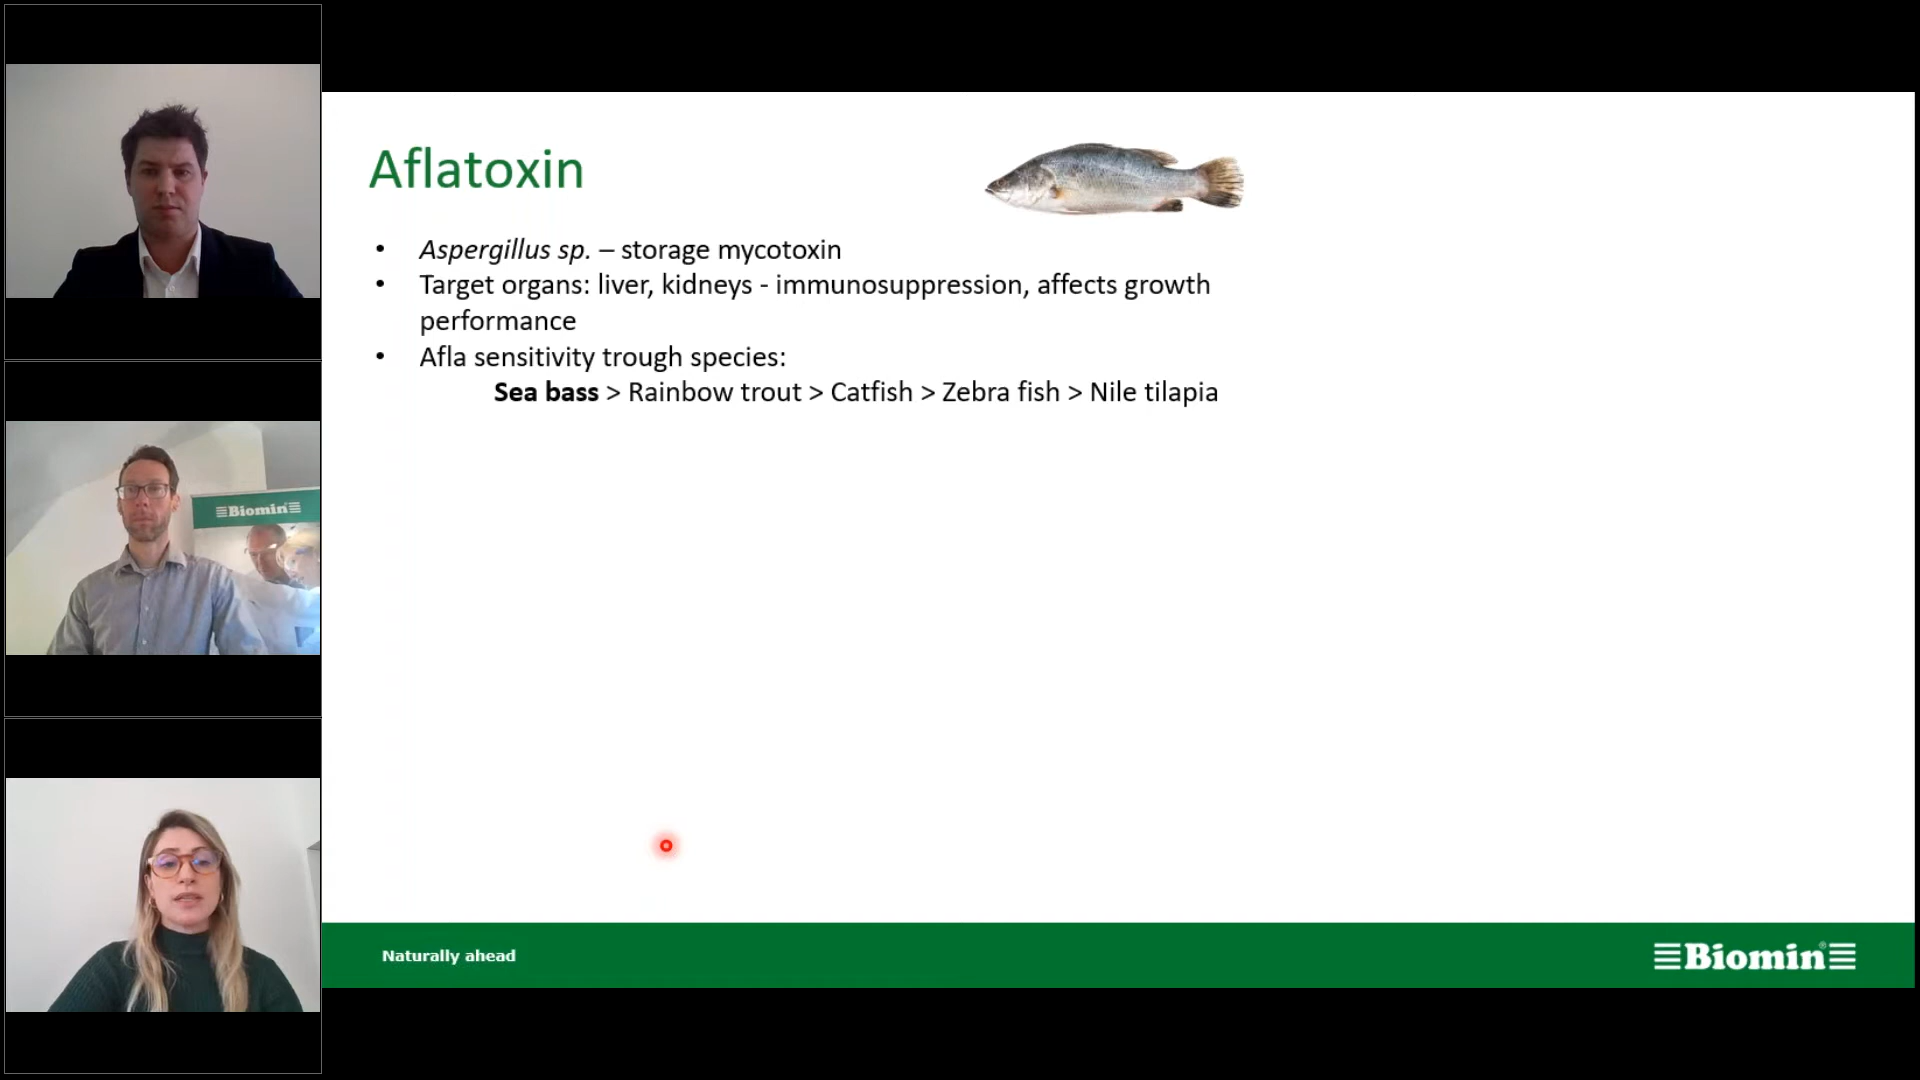 Aflatoxin
• Aspergillus sp. – storage mycotoxin
• Target organs: liver, kidneys - immunosuppression, affects growth
performance
• Afla sensitivity trough species:
Sea bass > Rainbow trout > Catfish > Zebra fish > Nile tilapia
Biomin
Naturally ahead
Biomin®